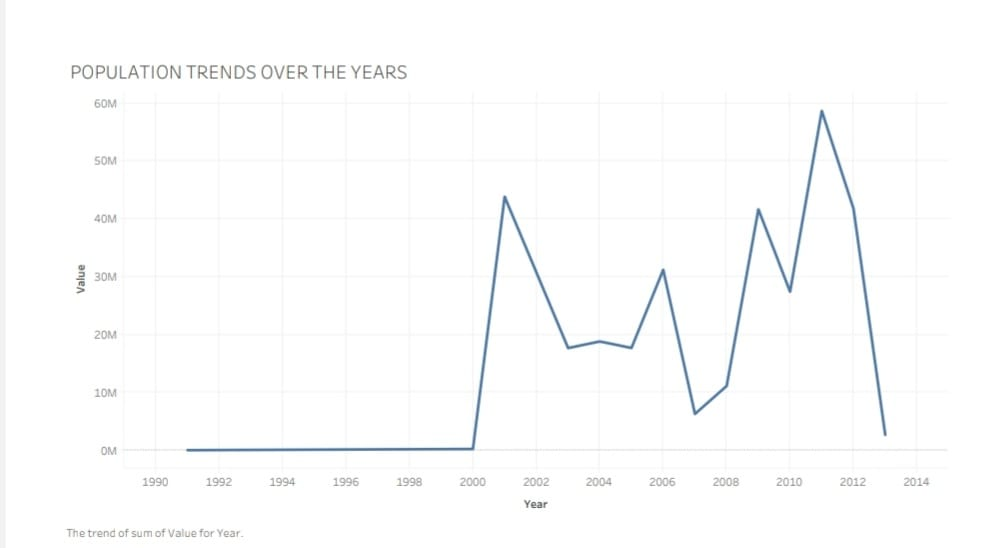 POPULATION TRENDS OVER THE YEARS
60M
50M
40M
30M
20M
10M
0M
Value
1990 1992 1994 1996 1998 2000 2002 2004 2006 2008 2010 2012 2014
Year
The trend of sum of Value for Year.